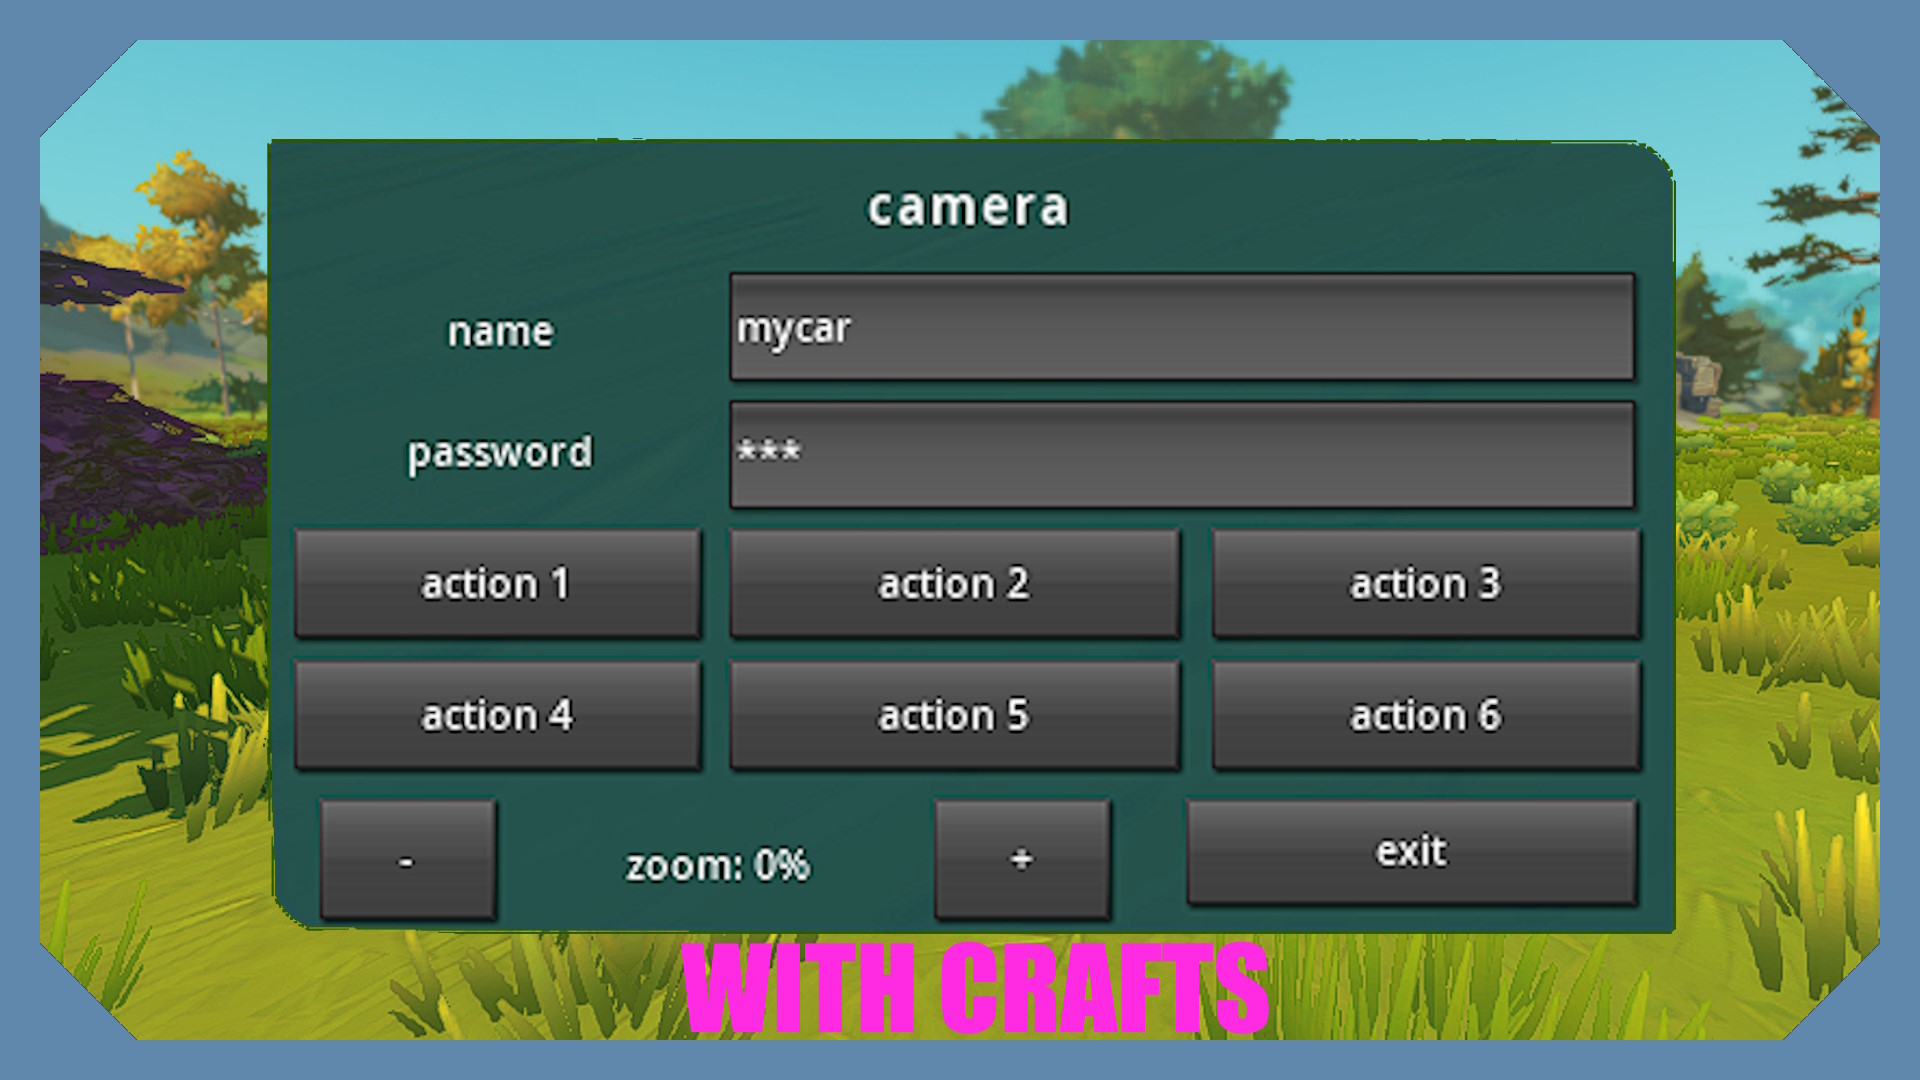 camera
name
mycar
password
***
action 1
action 2
action 3
action 4
action 5
action 6
-
zoom: 0%
+
exit
WITH CRAFTS